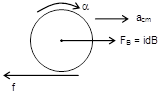 α
a_cm
F_B = idB
f